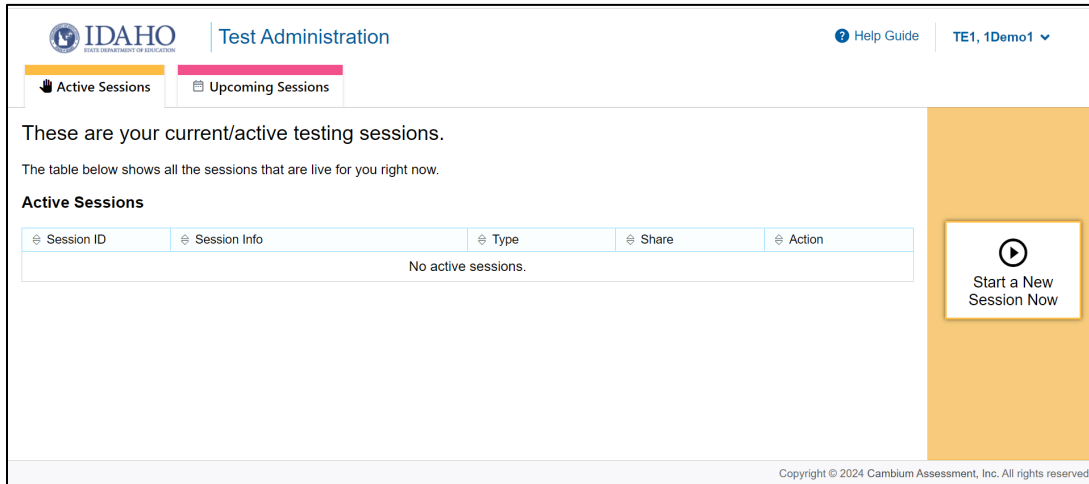 IDAHO
STATE DEPARTMENT OF EDUCATION
Test Administration
Help Guide
TE1, 1Demo1
Active Sessions
Upcoming Sessions
These are your current/active testing sessions.
The table below shows all the sessions that are live for you right now.
Active Sessions
Session ID
Session Info
Type
Share
Action
No active sessions.
Start a New
Session Now
Copyright © 2024 Cambium Assessment, Inc. All rights reserved